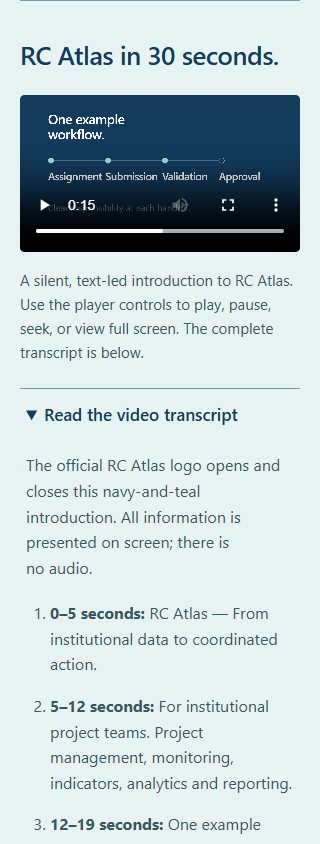 RC Atlas in 30 seconds.
One example
workflow.
Assignment Submission Validation Approval
0:15
A silent, text-led introduction to RC Atlas.
Use the player controls to play, pause,
seek, or view full screen. The complete
transcript is below.
Read the video transcript
The official RC Atlas logo opens and
closes this navy-and-teal
introduction. All information is
presented on screen; there is
no audio.
1. 0–5 seconds: RC Atlas — From
institutional data to coordinated
action.
2. 5–12 seconds: For institutional
project teams. Project
management, monitoring,
indicators, analytics and reporting.
3. 12–19 seconds: One example